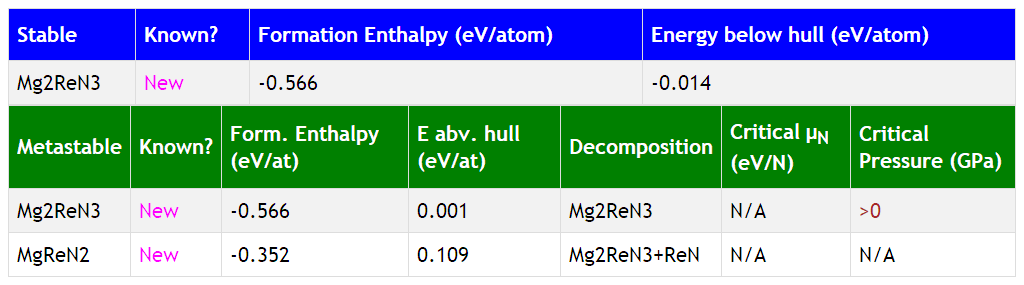 Stable Known? Formation Enthalpy (eV/atom) Energy below hull (eV/atom)
Mg2ReN3 New -0.566 -0.014
Metastable Known? Form. Enthalpy (eV/at) E abv. hull (eV/at) Decomposition Critical μN (eV/N) Critical Pressure (GPa)
Mg2ReN3 New -0.566 0.001 Mg2ReN3 N/A >0
MgReN2 New -0.352 0.109 Mg2ReN3+ReN N/A N/A